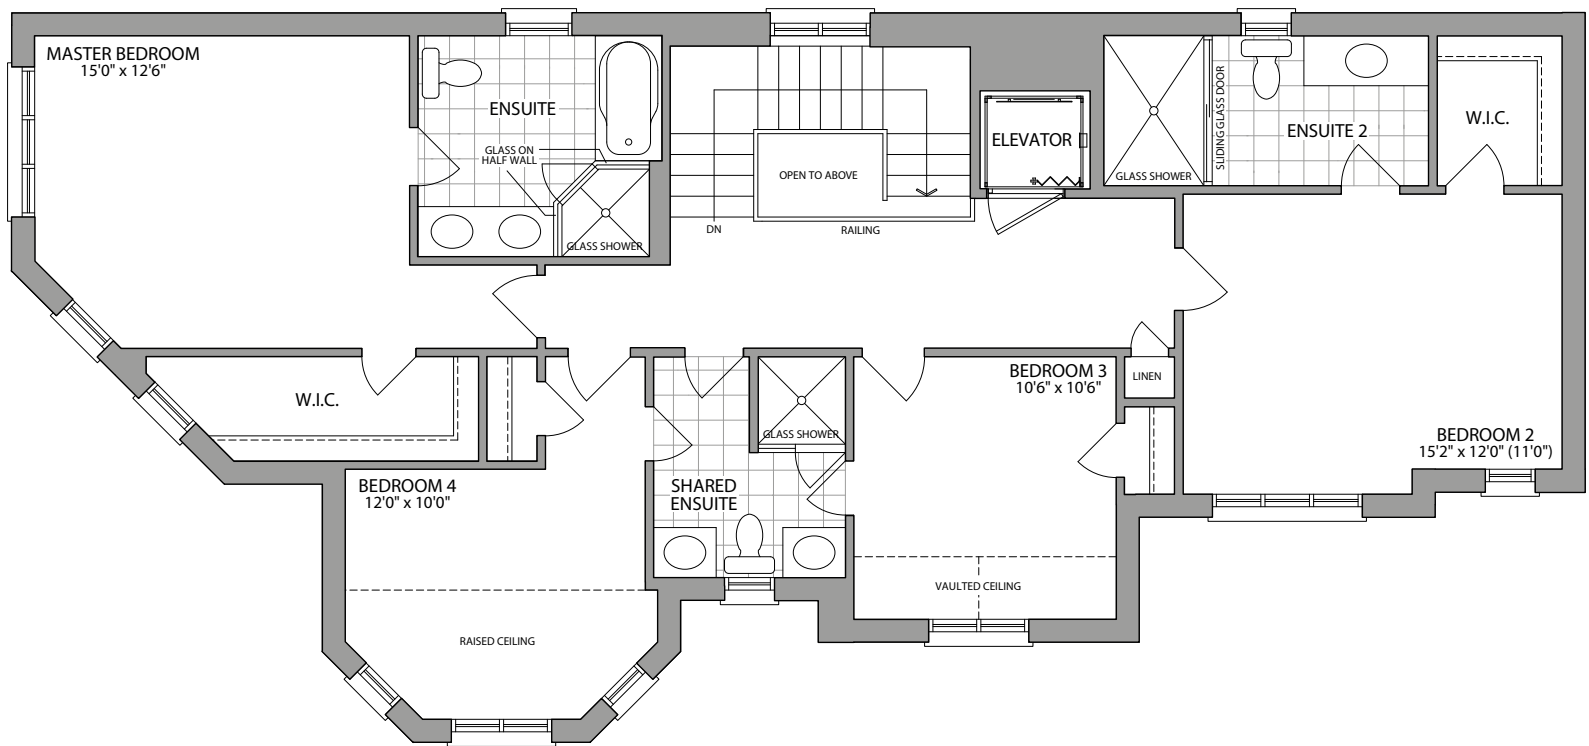 MASTER BEDROOM
15'0" x 12'6"
ENSUITE
GLASS ON
HALF WALL
GLASS SHOWER
DN
OPEN TO ABOVE
RAILING
ELEVATOR
SLIDING GLASS DOOR
GLASS SHOWER
ENSUITE 2
W.I.C.
W.I.C.
BEDROOM 4
12'0" x 10'0"
RAISED CEILING
GLASS SHOWER
SHARED
ENSUITE
BEDROOM 3
10'6" x 10'6"
VAULTED CEILING
LINEN
BEDROOM 2
15'2" x 12'0" (11'0")